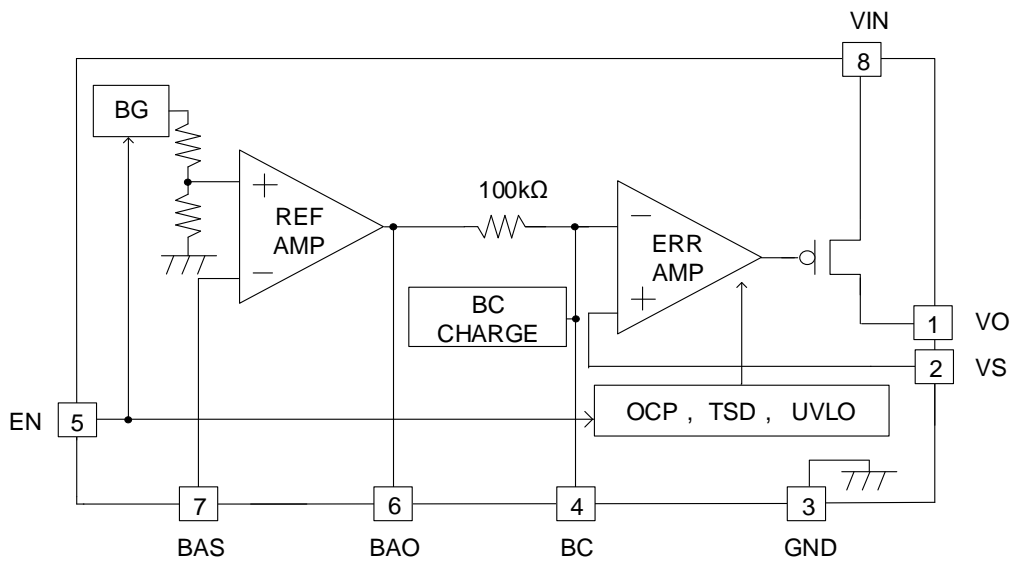 VIN
8
BG
+
REF
AMP
−
100kΩ
−
ERR
AMP
+
BC
CHARGE
1
VO
2
VS
EN
5
OCP , TSD , UVLO
7
6
4
3
BAS
BAO
BC
GND